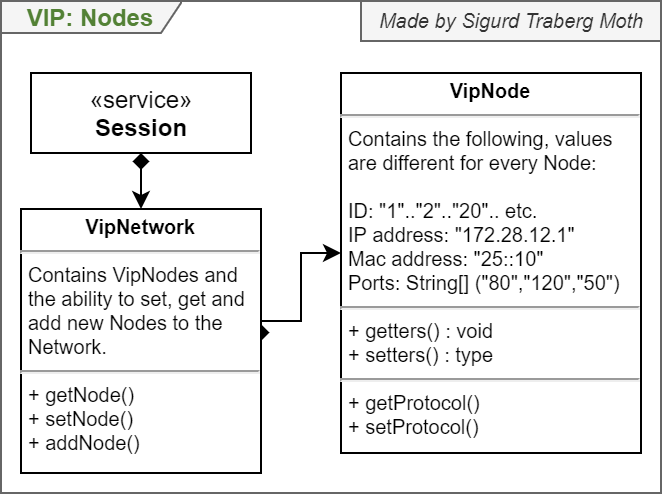 VIP: Nodes
Made by Sigurd Traberg Moth
«service»
Session
VipNetwork
Contains VipNodes and
the ability to set, get and
add new Nodes to the
Network.
+ getNode()
+ setNode()
+ addNode()
VipNode
Contains the following, values
are different for every Node:
ID: "1".."2".."20".. etc.
IP address: "172.28.12.1"
Mac address: "25::10"
Ports: String[] ("80","120","50")
+ getters() : void
+ setters() : type
+ getProtocol()
+ setProtocol()